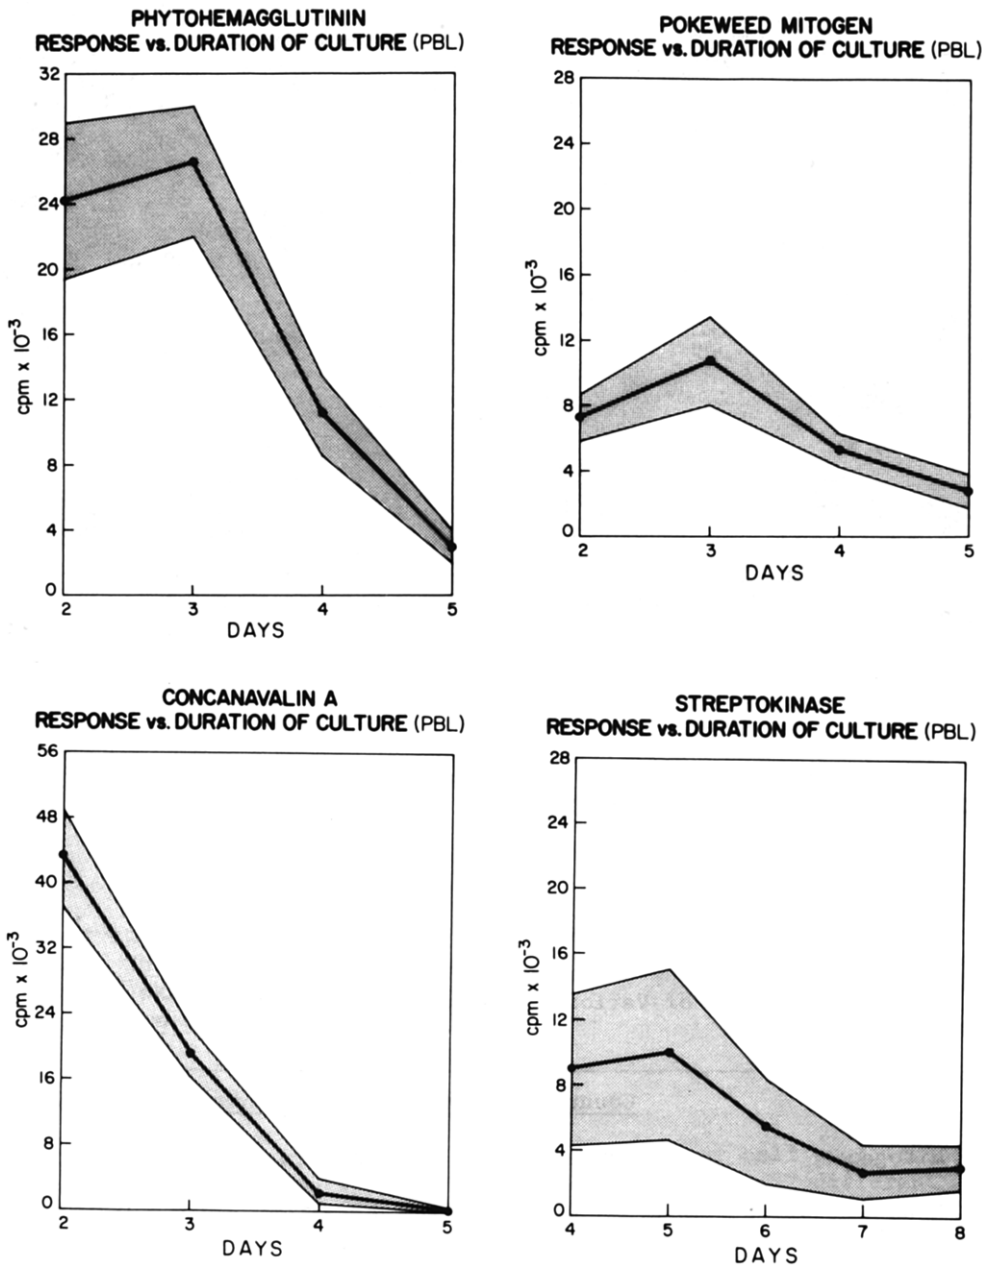 PHYTOHEMAGGLUTININ
RESPONSE vs. DURATION OF CULTURE (PBL)
32
28
24
20
16
12
8
4
0
cpm x 10⁻³
2 3 4 5
DAYS
POKEWEED MITOGEN
RESPONSE vs. DURATION OF CULTURE (PBL)
28
24
20
16
12
8
4
0
cpm x 10⁻³
2 3 4 5
DAYS
CONCANAVALIN A
RESPONSE vs. DURATION OF CULTURE (PBL)
56
48
40
32
24
16
8
0
cpm x 10⁻³
2 3 4 5
DAYS
STREPTOKINASE
RESPONSE vs. DURATION OF CULTURE (PBL)
28
24
20
16
12
8
4
0
cpm x 10⁻³
4 5 6 7 8
DAYS